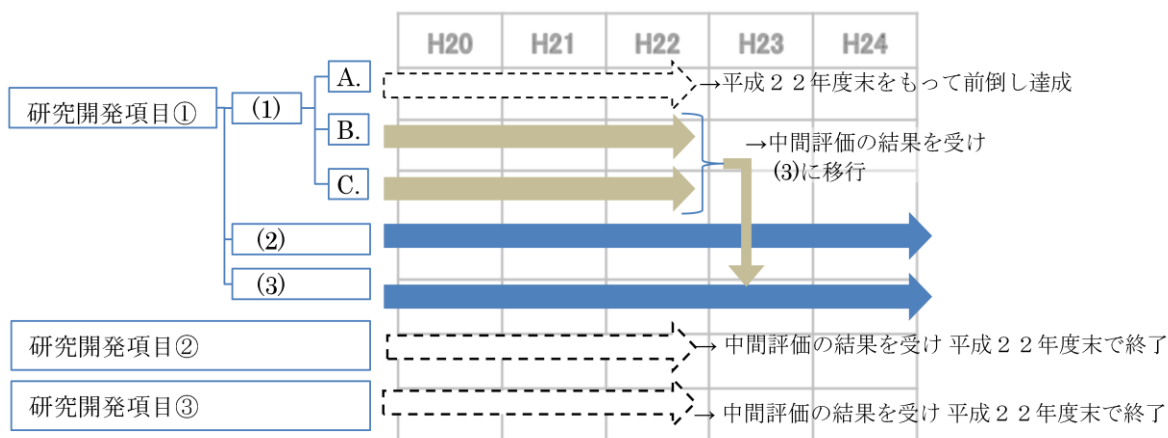 H20 H21 H22 H23 H24
A. →平成２２年度末をもって前倒し達成
研究開発項目① (1)
B. →中間評価の結果を受け
(3)に移行
C.
(2)
(3)
研究開発項目② → 中間評価の結果を受け 平成２２年度末で終了
研究開発項目③ → 中間評価の結果を受け 平成２２年度末で終了